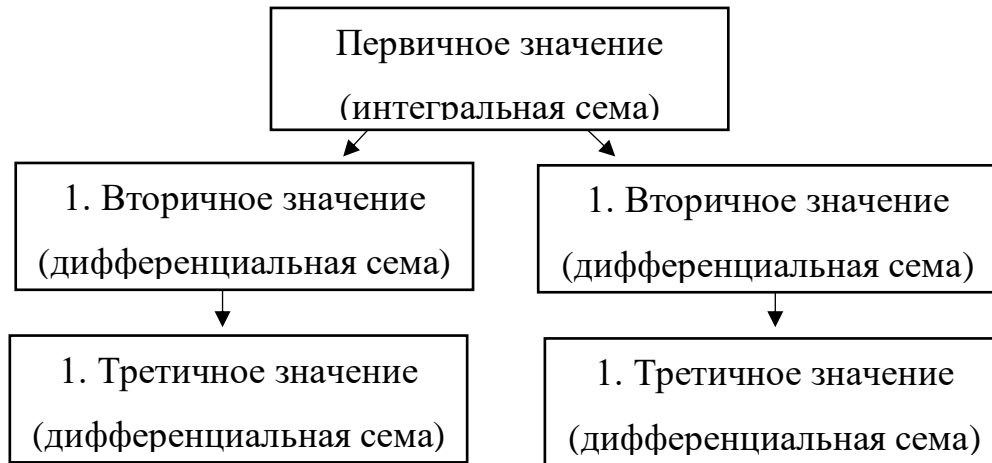 Первичное значение
(интегральная сема)
1. Вторичное значение
(дифференциальная сема)
1. Вторичное значение
(дифференциальная сема)
1. Третичное значение
(дифференциальная сема)
1. Третичное значение
(дифференциальная сема)